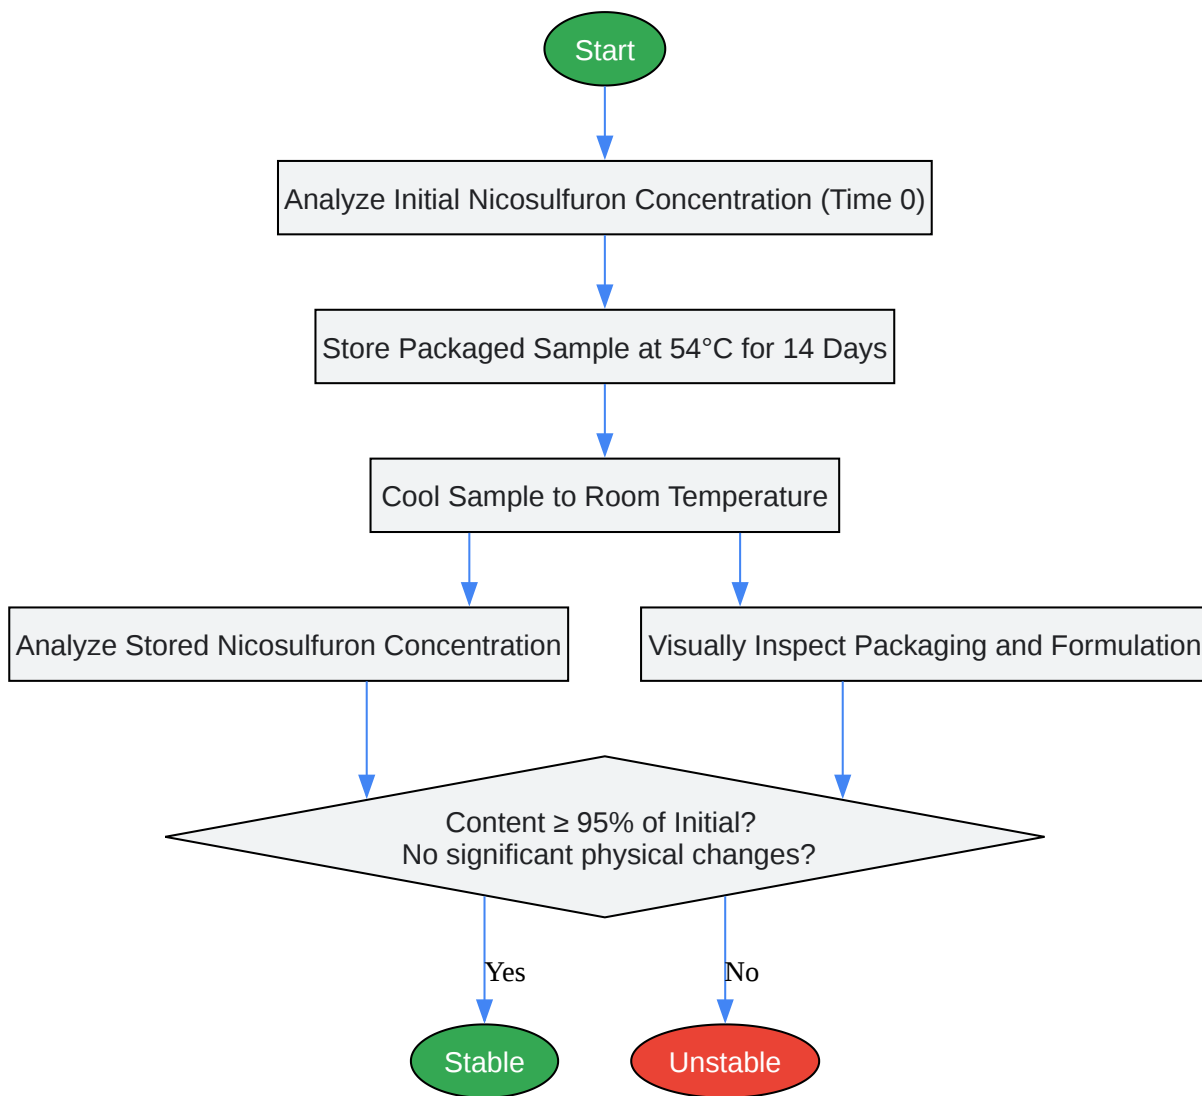 Start
Analyze Initial Nicosulfuron Concentration (Time 0)
Store Packaged Sample at 54°C for 14 Days
Cool Sample to Room Temperature
Analyze Stored Nicosulfuron Concentration
Visually Inspect Packaging and Formulation
Content ≥ 95% of Initial?
No significant physical changes?
Yes
No
Stable
Unstable